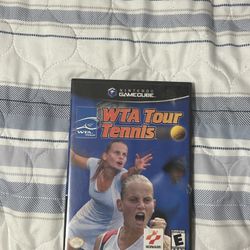 NINTENDO
GAMECUBE
WTA Tour
Tennis
WTA
KONAMI
E